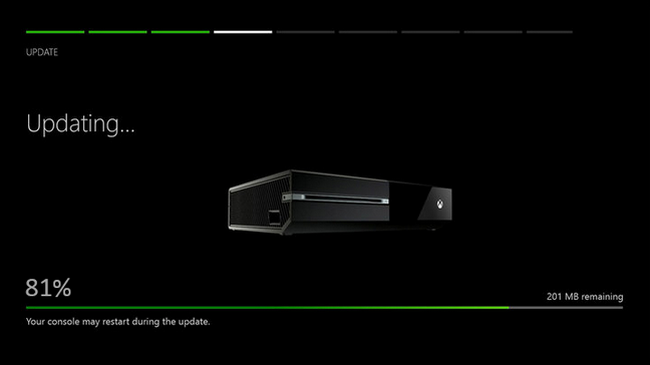 UPDATE
Updating...
81%
201 MB remaining
Your console may restart during the update.